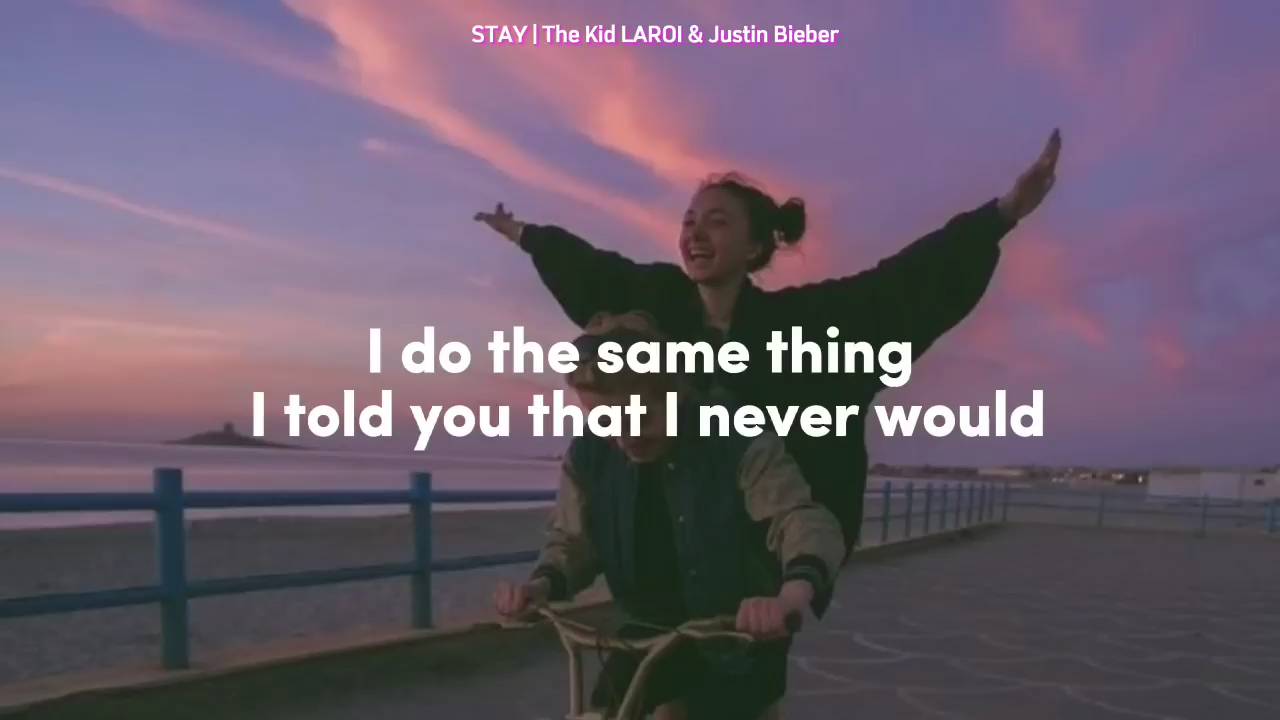 STAY | The Kid LAROI & Justin Bieber
I do the same thing
I told you that I never would